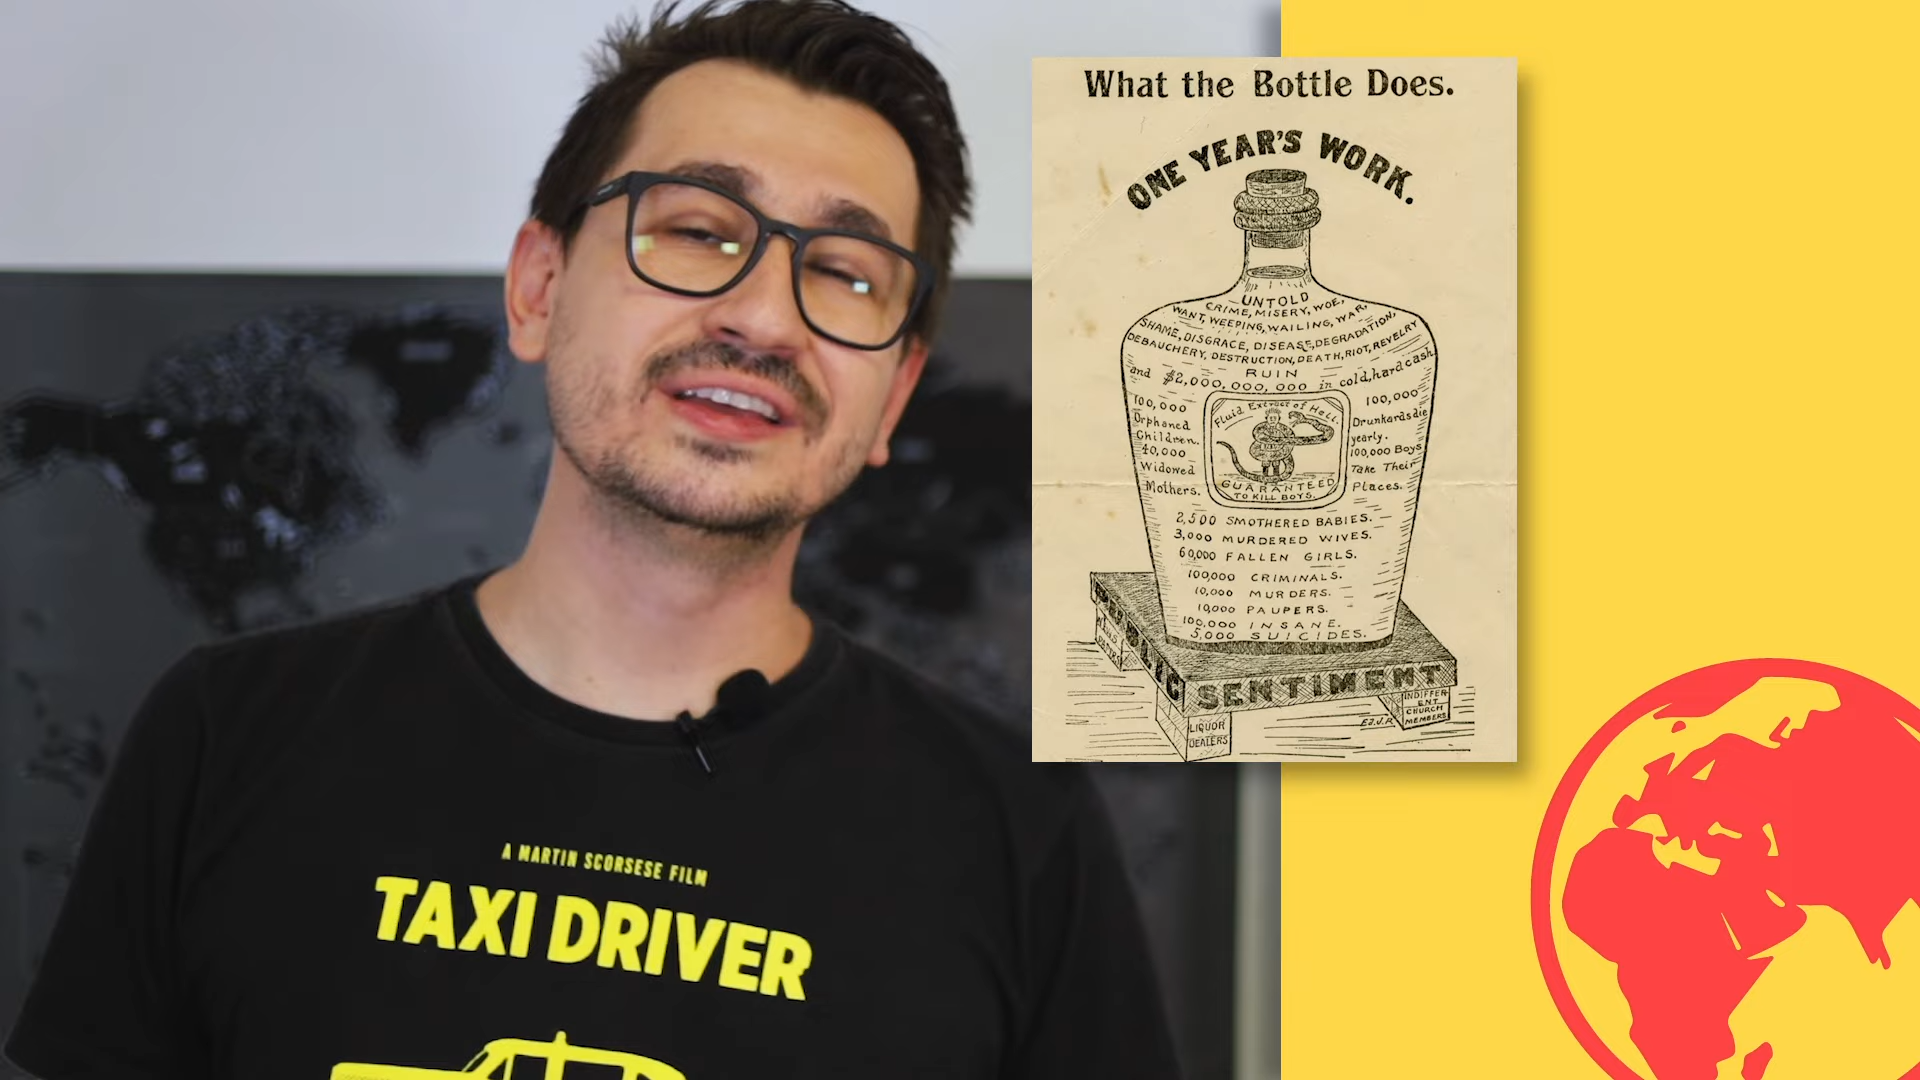 What the Bottle Does.
ONE YEAR'S WORK.
UNTOLD
CRIME, MISERY, WOE,
WANT, WEEPING, WAILING, WAR,
SHAME, DISGRACE, DISEASE, DEGRADATION,
DEBAUCHERY, DESTRUCTION, DEATH, RIOT, REVELRY
RUIN
and $2,000,000,000 in cold, hard cash
100,000
Orphaned
Children.
40,000
Widowed
Mothers.
Fluid Extract of Hell.
GUARANTEED
TO KILL BOYS.
100,000
Drunkards die
yearly.
100,000 Boys
Take Their
Places.
2,500 SMOTHERED BABIES.
3,000 MURDERED WIVES.
60,000 FALLEN GIRLS.
100,000 CRIMINALS.
10,000 MURDERS.
10,000 PAUPERS.
100,000 INSANE.
5,000 SUICIDES.
PUBLIC SENTIMENT
LIQUOR
DEALERS
INDIFFER-
ENT
CHURCH
MEMBERS
A MARTIN SCORSESE FILM
TAXI DRIVER